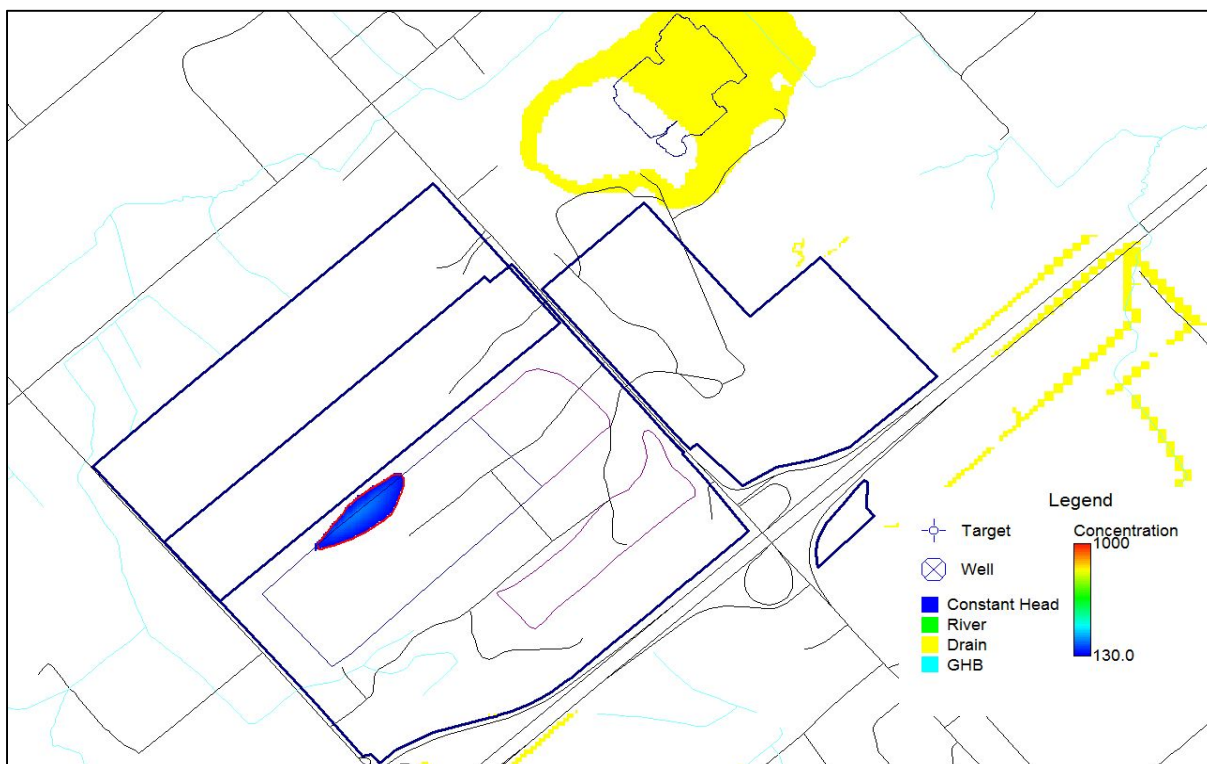 Legend
Target
Well
Constant Head
River
Drain
GHB
Concentration
1000
130.0